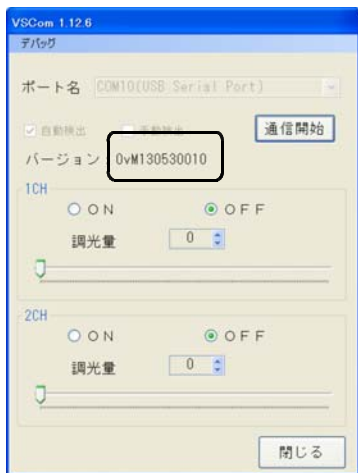 VSCom 1.12.6
デバッグ
ポート名 COM10(USB Serial Port)
自動検出 手動検出 通信開始
バージョン:0vM130530010
1CH
ON OFF
調光量 0
2CH
ON OFF
調光量 0
閉じる